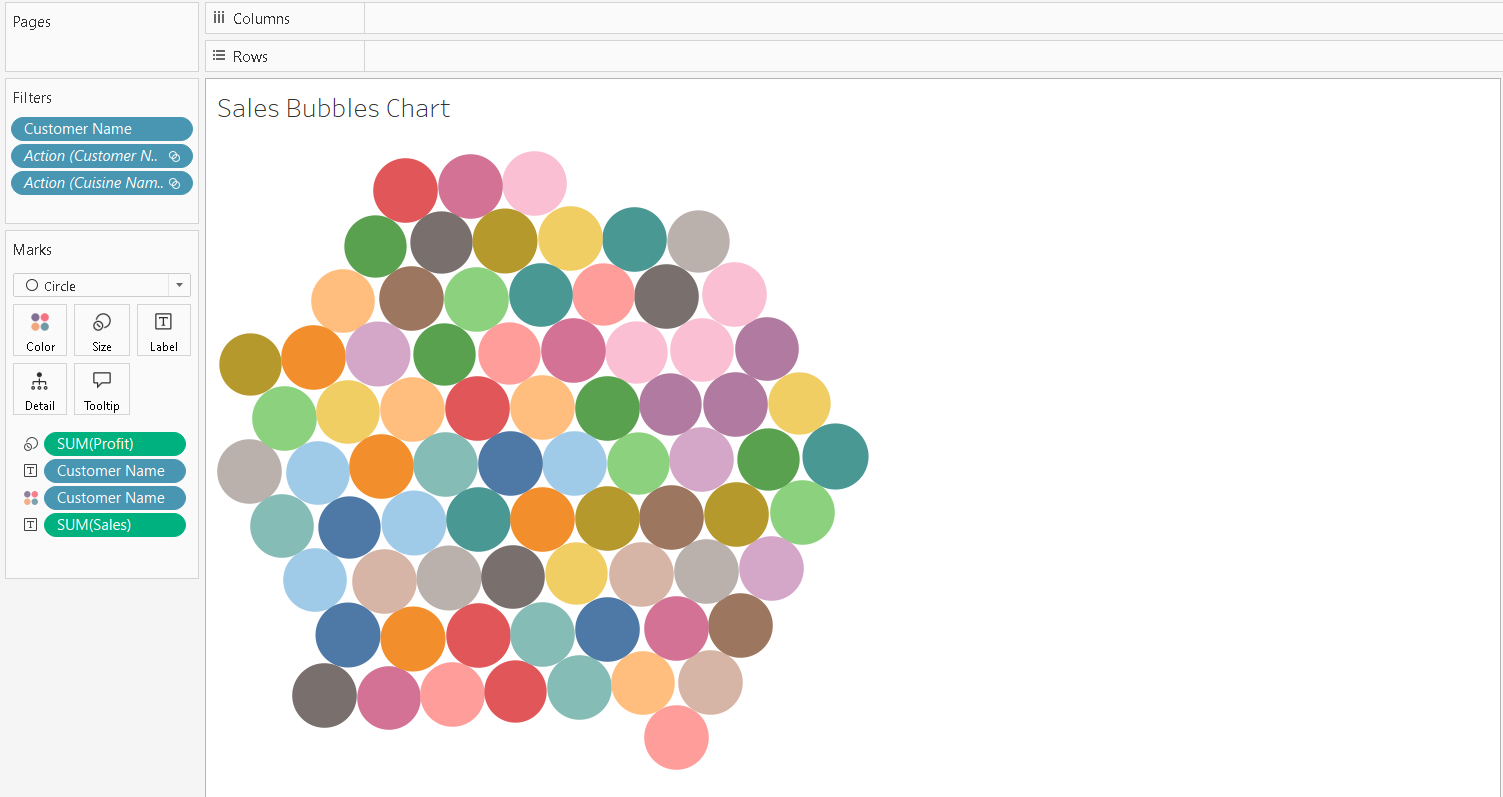 Pages
Columns
Rows
Filters
Customer Name
Action (Customer N..
Action (Cuisine Nam..
Marks
Circle
Color Size Label
Detail Tooltip
SUM(Profit)
T Customer Name
Customer Name
T SUM(Sales)
Sales Bubbles Chart